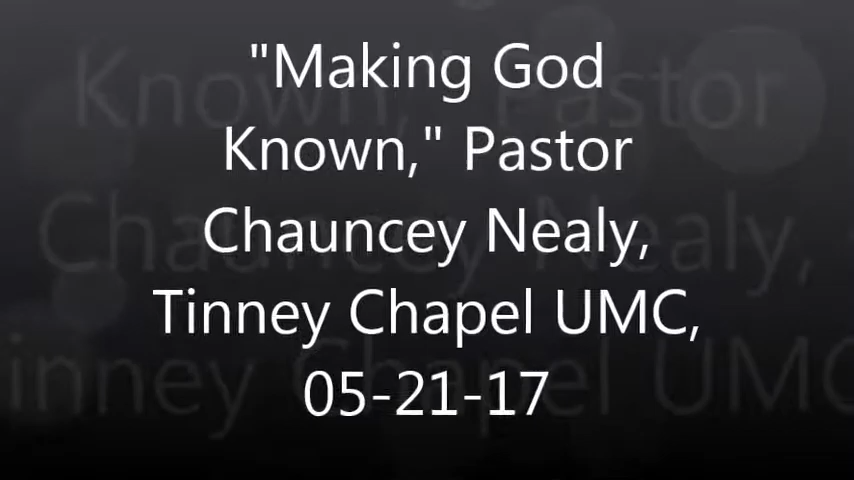 "Making God
Known," Pastor
Chauncey Nealy,
Tinney Chapel UMC,
05-21-17